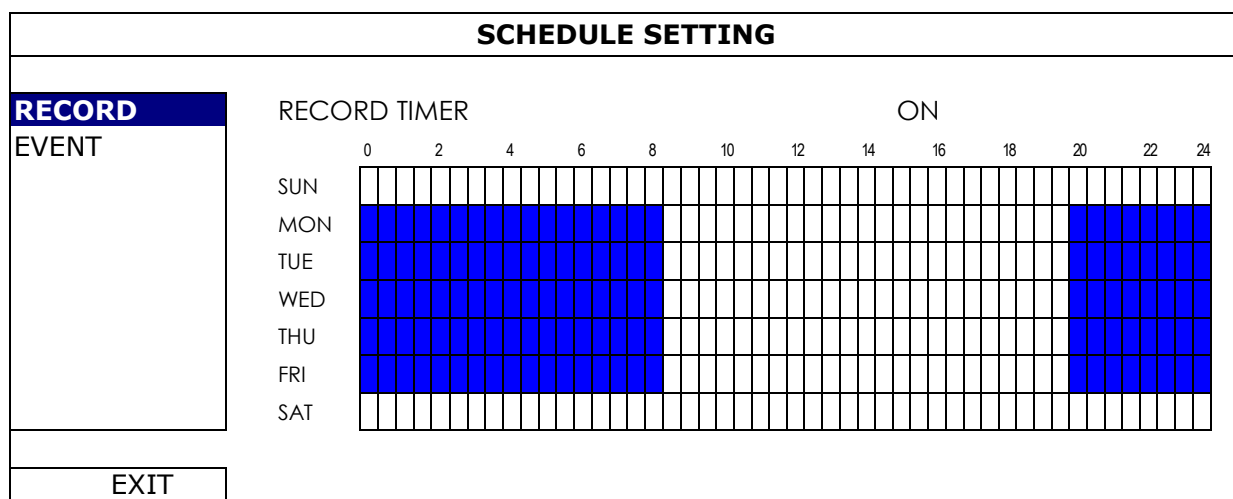 SCHEDULE SETTING
RECORD
EVENT
RECORD TIMER ON
0 2 4 6 8 10 12 14 16 18 20 22 24
SUN
MON
TUE
WED
THU
FRI
SAT
EXIT